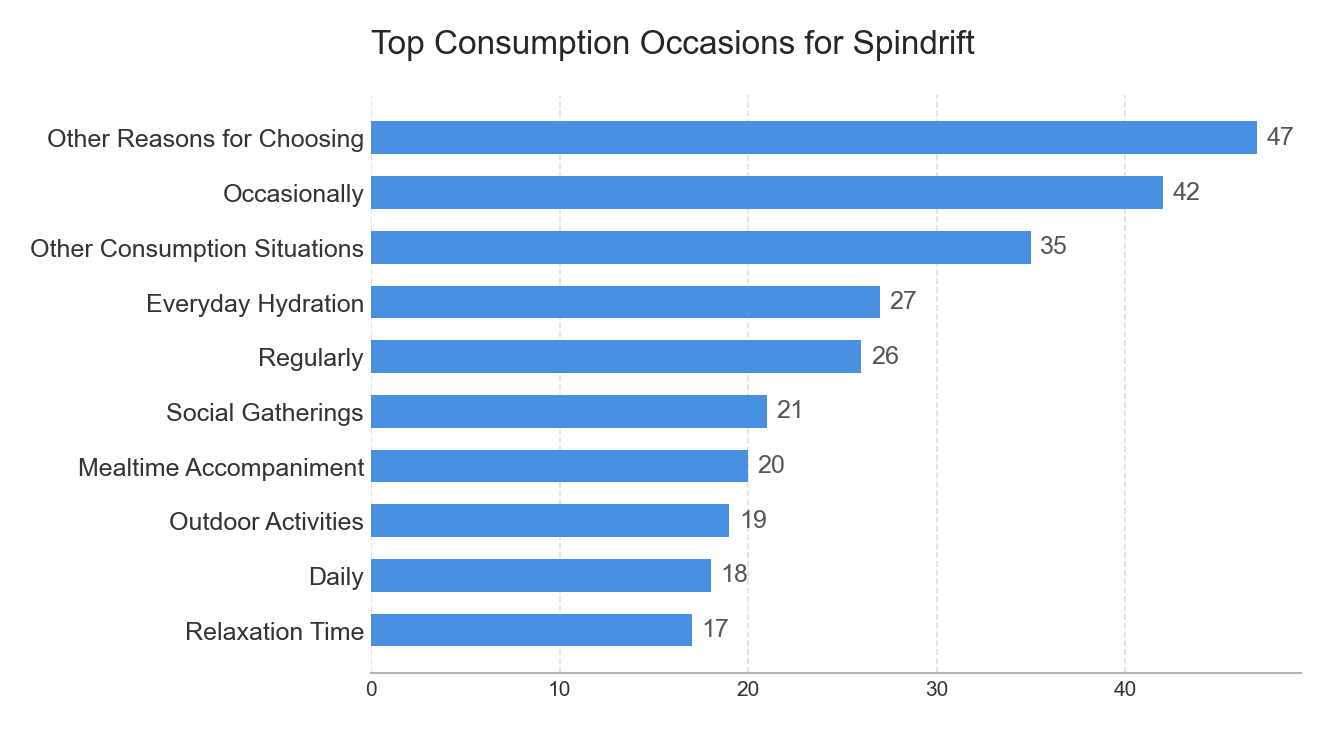 Top Consumption Occasions for Spindrift
Other Reasons for Choosing 47
Occasionally 42
Other Consumption Situations 35
Everyday Hydration 27
Regularly 26
Social Gatherings 21
Mealtime Accompaniment 20
Outdoor Activities 19
Daily 18
Relaxation Time 17
0 10 20 30 40